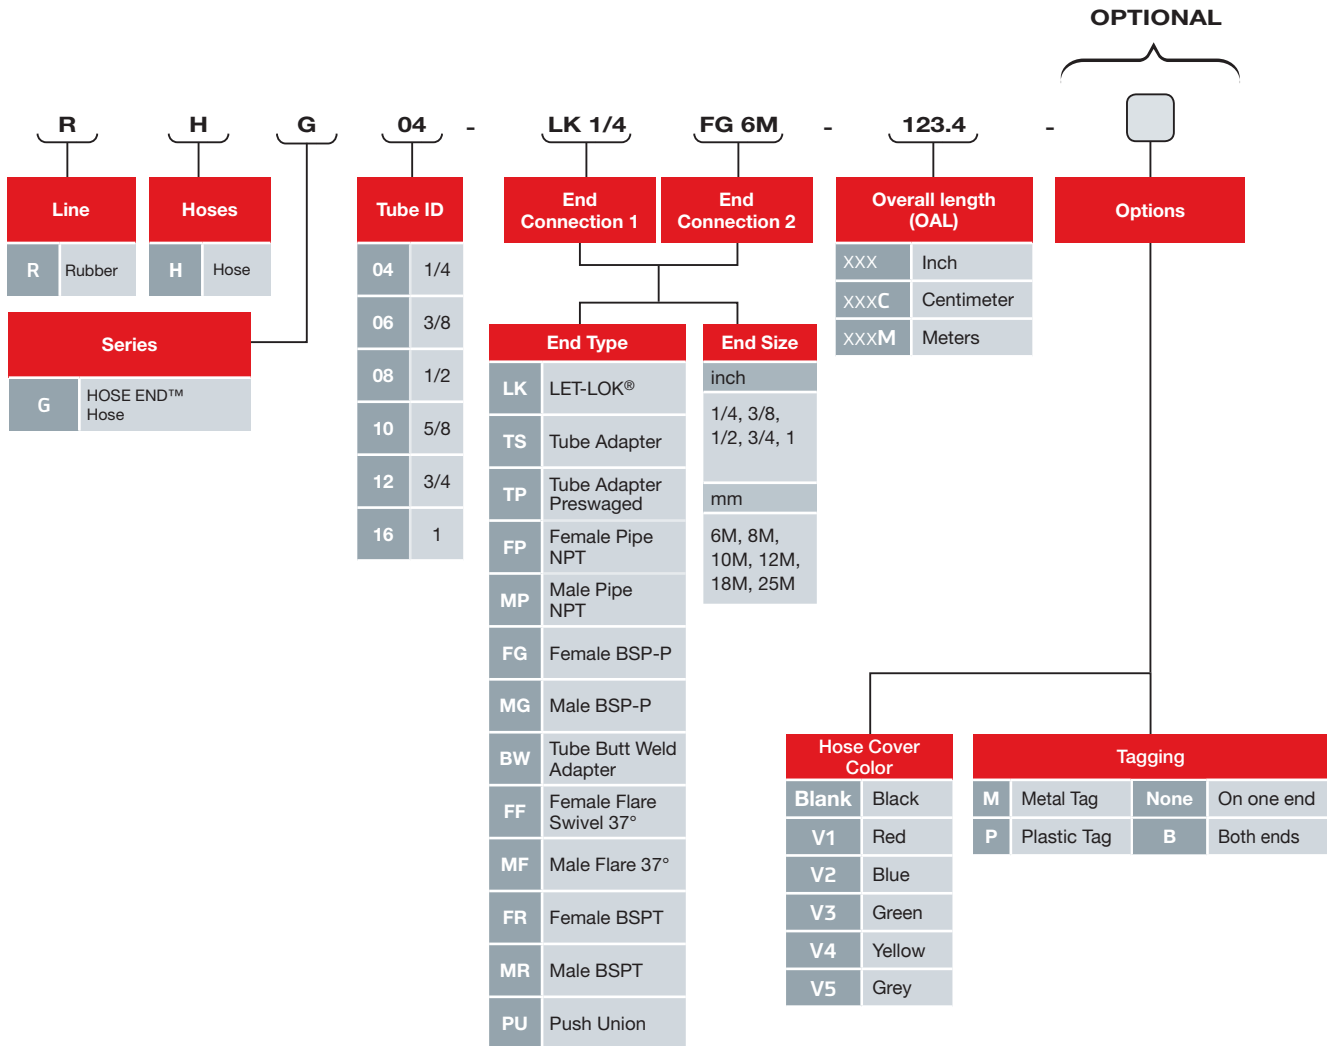 OPTIONAL
R H G 04 - LK 1/4 FG 6M - 123.4 -
Line
R Rubber
Hoses
H Hose
Series
G HOSE END™
Hose
Tube ID
04 1/4
06 3/8
08 1/2
10 5/8
12 3/4
16 1
End
Connection 1
End
Connection 2
End Type
LK LET-LOK®
TS Tube Adapter
TP Tube Adapter
Preswaged
FP Female Pipe
NPT
MP Male Pipe
NPT
FG Female BSP-P
MG Male BSP-P
BW Tube Butt Weld
Adapter
FF Female Flare
Swivel 37°
MF Male Flare 37°
FR Female BSPT
MR Male BSPT
PU Push Union
End Size
inch
1/4, 3/8,
1/2, 3/4, 1
mm
6M, 8M,
10M, 12M,
18M, 25M
Overall length
(OAL)
XXX Inch
XXXC Centimeter
XXXM Meters
Options
Hose Cover
Color
Blank Black
V1 Red
V2 Blue
V3 Green
V4 Yellow
V5 Grey
Tagging
M Metal Tag None On one end
P Plastic Tag B Both ends